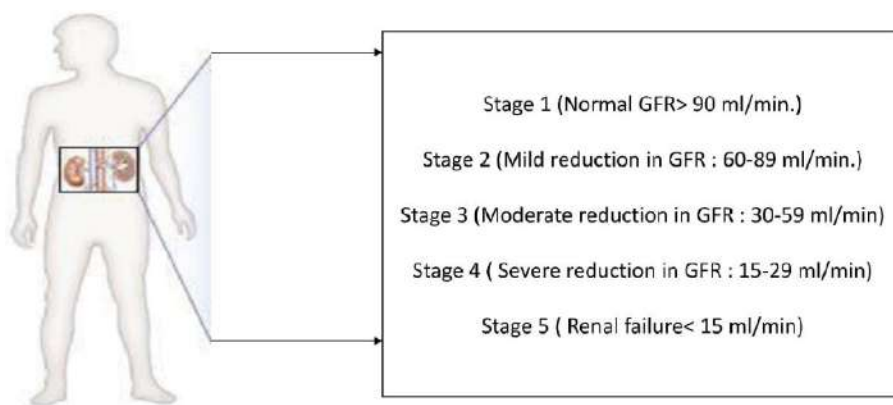 Stage 1 (Normal GFR> 90 ml/min.)
Stage 2 (Mild reduction in GFR : 60-89 ml/min.)
Stage 3 (Moderate reduction in GFR : 30-59 ml/min)
Stage 4 ( Severe reduction in GFR : 15-29 ml/min)
Stage 5 ( Renal failure< 15 ml/min)